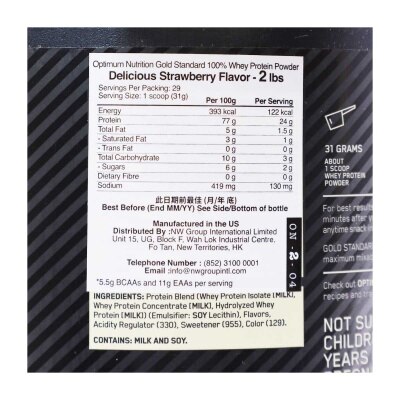 Optimum Nutrition Gold Standard 100% Whey Protein Powder
Delicious Strawberry Flavor - 2 lbs
Servings Per Packing: 29
Serving Size: 1 scoop (31g)
Per 100g Per Serving
Energy 393 kcal 122 kcal
Protein 77 g 24 g
Total Fat 5 g 1.5 g
- Saturated Fat 3 g 1 g
- Trans Fat 0 g 0 g
Total Carbohydrate 10 g 3 g
- Sugars 6 g 2 g
Dietary Fibre 0 g 0 g
Sodium 419 mg 130 mg
此日期前最佳 (月/年 底)
Best Before (End MM/YY) See Side/Bottom of bottle
Manufactured in the US
Distributed By :NW Group International Limited
Unit 15, UG, Block F, Wah Lok Industrial Centre,
Fo Tan, New Territories, HK
Telephone Number : (852) 3100 0001
Email :info@nwgroupintl.com
*5.5g BCAAs and 11g EAAs per serving
INGREDIENTS: Protein Blend (Whey Protein Isolate [MILK],
Whey Protein Concentrate [MILK], Hydrolyzed Whey
Protein [MILK]) (Emulsifier: SOY Lecithin), Flavors,
Acidity Regulator (330), Sweetener (955), Color (129).
CONTAINS: MILK AND SOY.
ON-2-04
31 GRAMS
ABOUT
1 SCOOP
WHEY PROTEIN
POWDER
For best results
minutes after yo
anytime snack in
GOLD STANDAR
maximum mixab
Check out OPTI
recipes and tra
NOT SU
CHILDR
YEARS